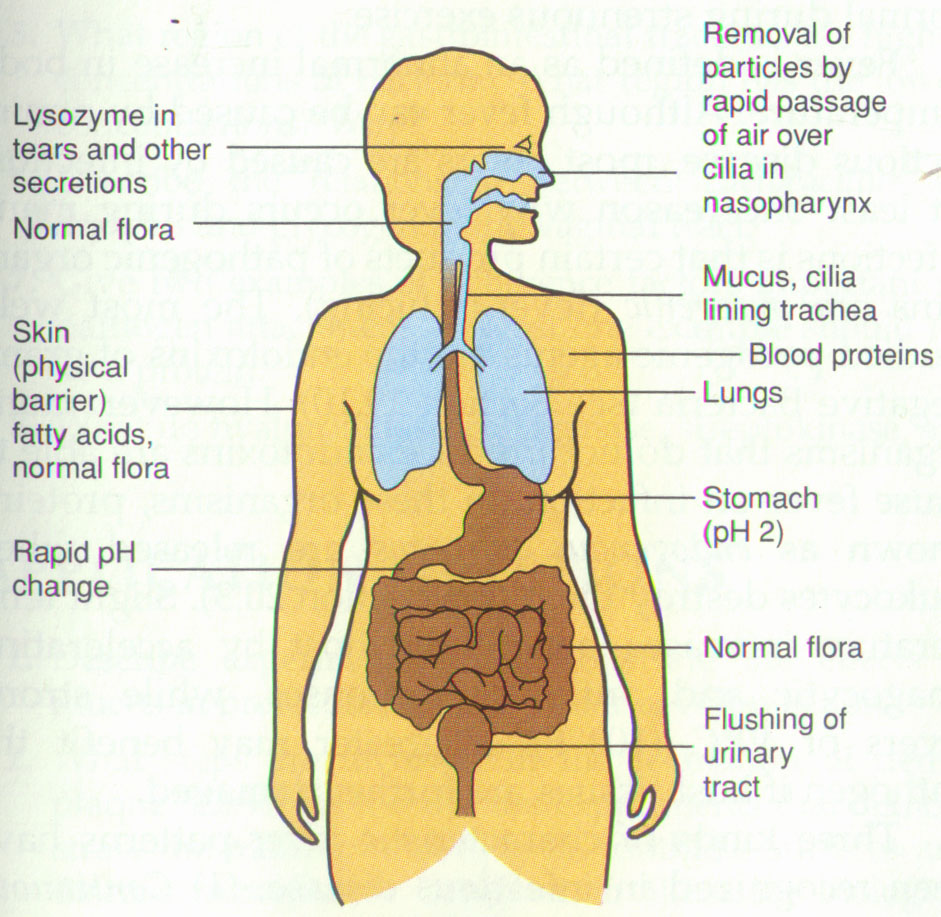 Lysozyme in
tears and other
secretions
Normal flora
Skin
(physical
barrier)
fatty acids,
normal flora
Rapid pH
change
Removal of
particles by
rapid passage
of air over
cilia in
nasopharynx
Mucus, cilia
lining trachea
Blood proteins
Lungs
Stomach
(pH 2)
Normal flora
Flushing of
urinary
tract